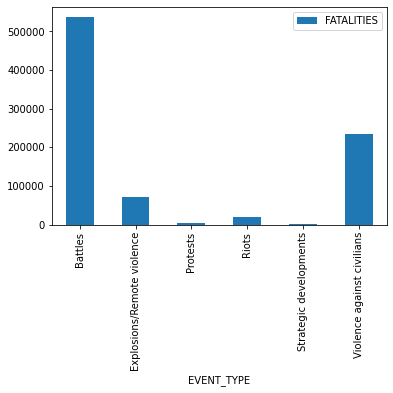 FATALITIES
500000
400000
300000
200000
100000
0
Battles
Explosions/Remote violence
Protests
Riots
Strategic developments
Violence against civilians
EVENT_TYPE